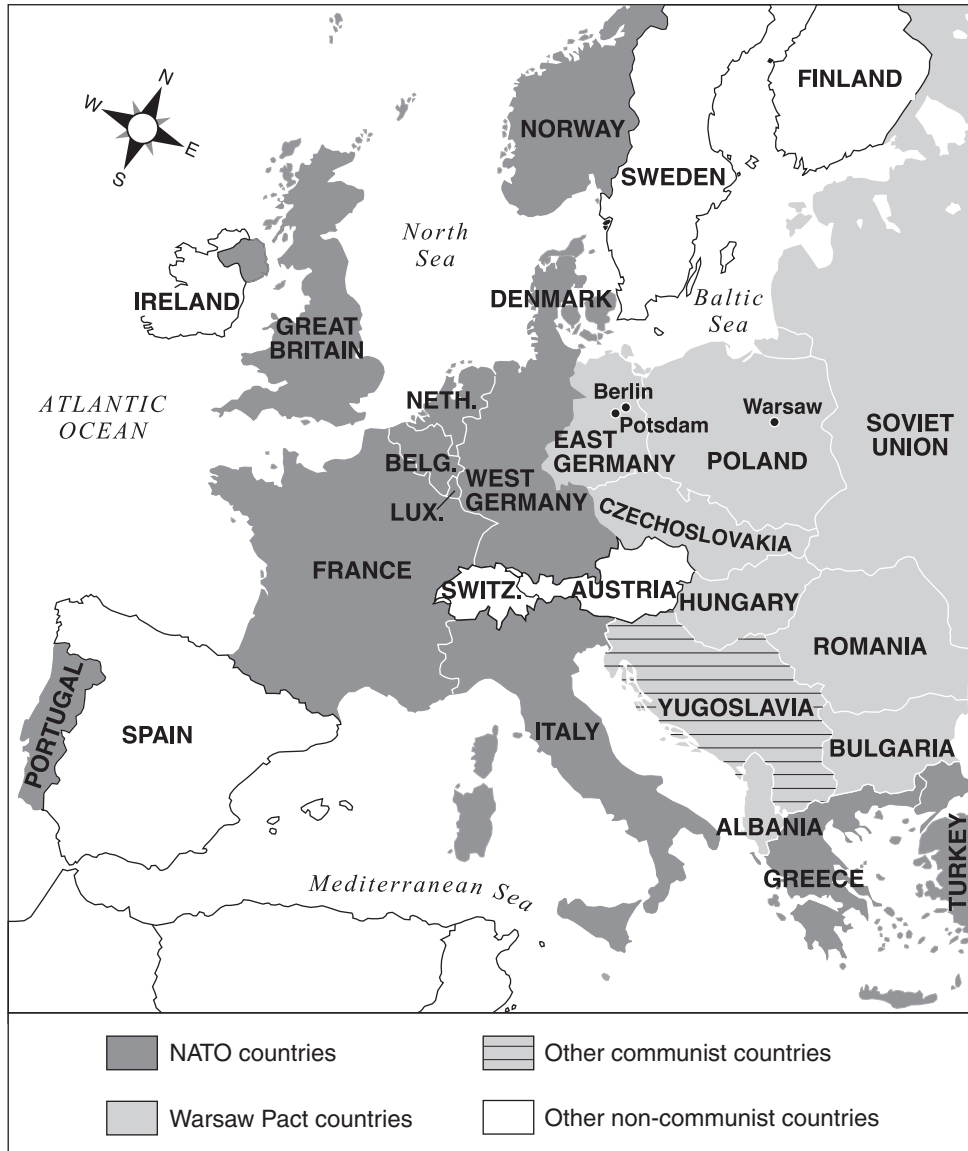 N
W
E
S
FINLAND
NORWAY
SWEDEN
North
Sea
IRELAND
DENMARK
Baltic
Sea
GREAT
BRITAIN
ATLANTIC
OCEAN
NETH.
Berlin
Potsdam
Warsaw
SOVIET
UNION
EAST
GERMANY
POLAND
BELG.
WEST
GERMANY
LUX.
CZECHOSLOVAKIA
FRANCE
SWITZ.
AUSTRIA
HUNGARY
ROMANIA
PORTUGAL
SPAIN
ITALY
YUGOSLAVIA
BULGARIA
ALBANIA
GREECE
TURKEY
Mediterranean Sea
NATO countries
Other communist countries
Warsaw Pact countries
Other non-communist countries